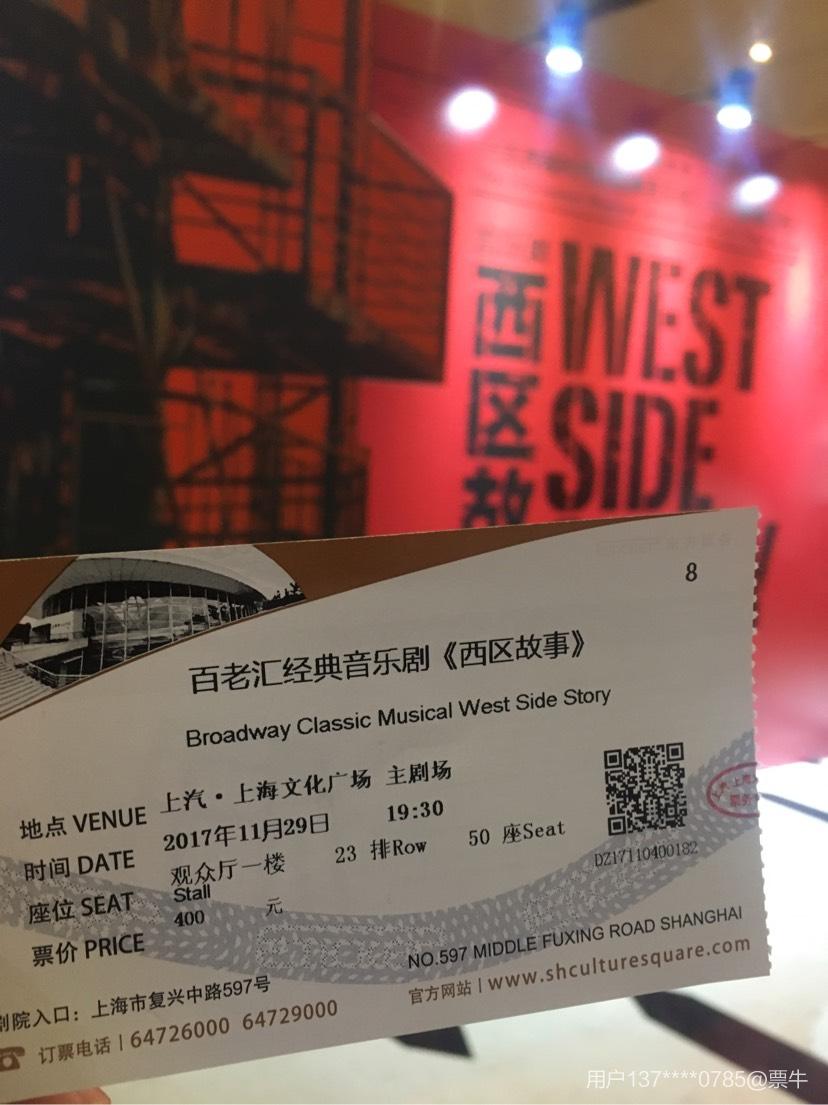 西 WEST
区 SIDE
故
8
百老汇经典音乐剧《西区故事》
Broadway Classic Musical West Side Story
地点 VENUE 上汽·上海文化广场 主剧场
时间 DATE 2017年11月29日 19:30
座位 SEAT 观众厅一楼 23 排Row 50 座Seat
Stall
票价 PRICE 400 元
DZ17110400182
剧院入口：上海市复兴中路597号
NO.597 MIDDLE FUXING ROAD SHANGHAI
订票电话 | 64726000 64729000
官方网站 | www.shculturesquare.com
用户137****0785@票牛